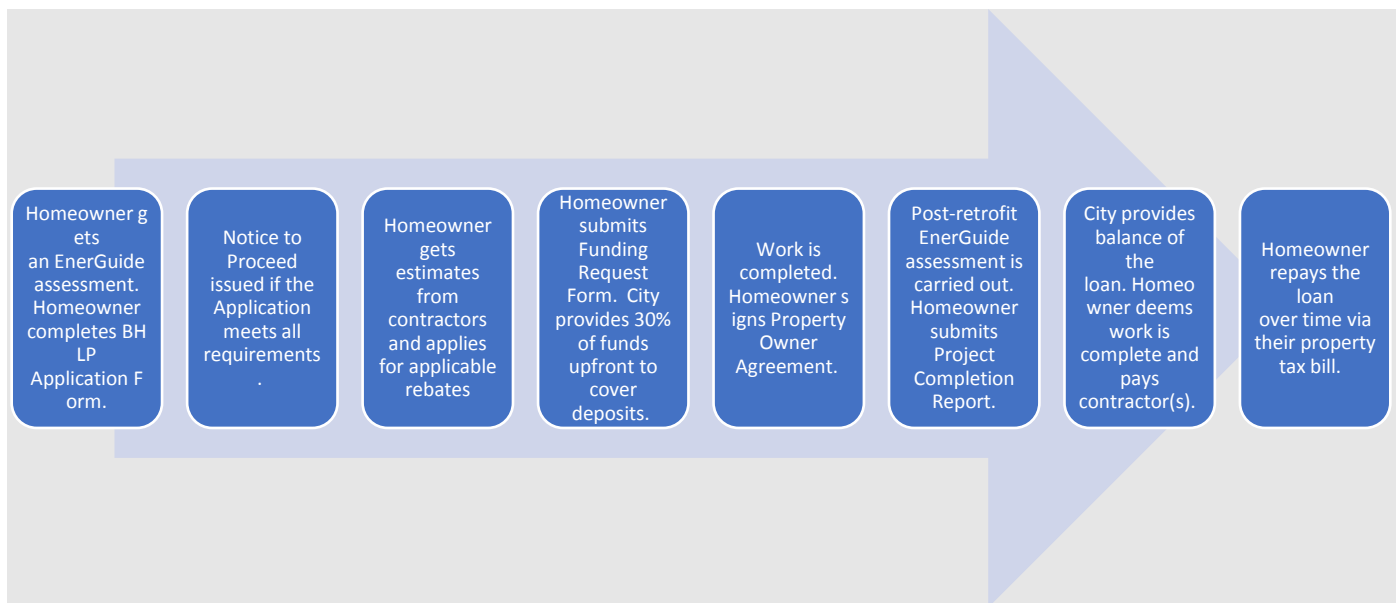 Homeowner g
ets
an EnerGuide
assessment.
Homeowner
completes BH
LP
Application F
orm.
Notice to
Proceed
issued if the
Application
meets all
requirements
.
Homeowner
gets
estimates
from
contractors
and applies
for applicable
rebates
Homeowner
submits
Funding
Request
Form.  City
provides 30%
of funds
upfront to
cover
deposits.
Work is
completed.
Homeowner s
igns Property
Owner
Agreement.
Post-retrofit
EnerGuide
assessment is
carried out.
Homeowner
submits
Project
Completion
Report.
City provides
balance of
the
loan. Homeo
wner deems
work is
complete and
pays
contractor(s).
Homeowner
repays the
loan
over time via
their property
tax bill.